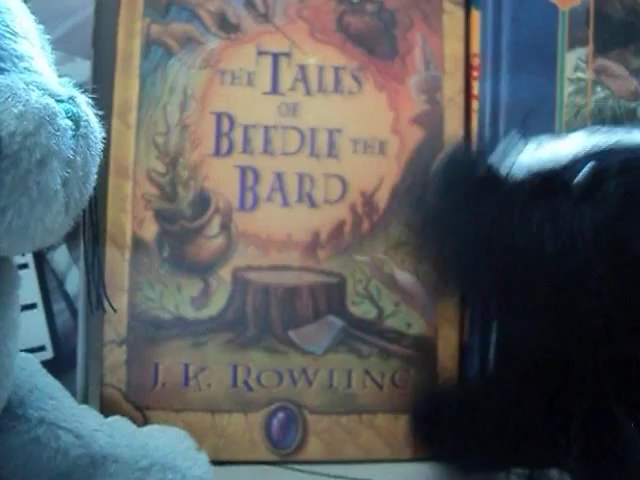 THE TALES
OF
BEEDLE THE
BARD
J. K. ROWLING